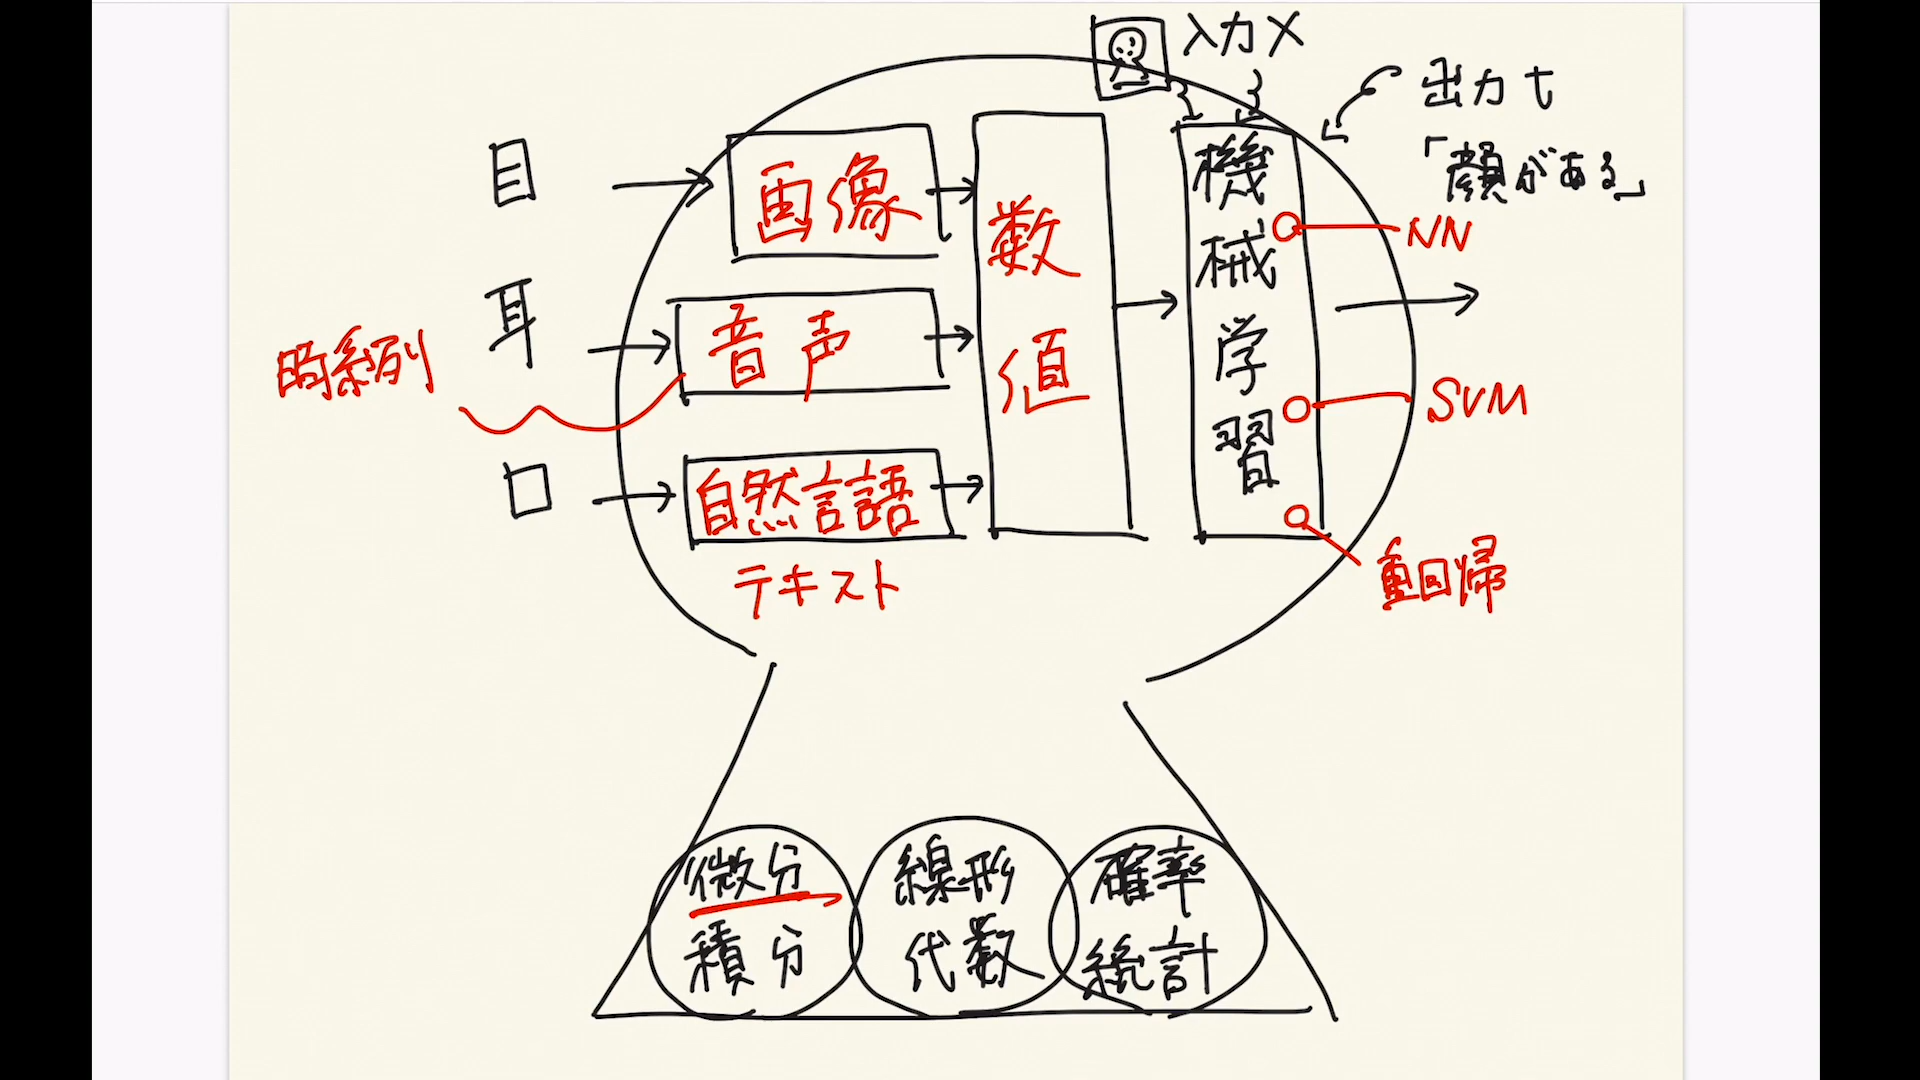 入力 x
出力 t
「顔がある」
目
画像
数値
機械学習
NN
耳
音声
時系列
SVM
口
自然言語
テキスト
重回帰
微分
積分
線形
代数
確率
統計